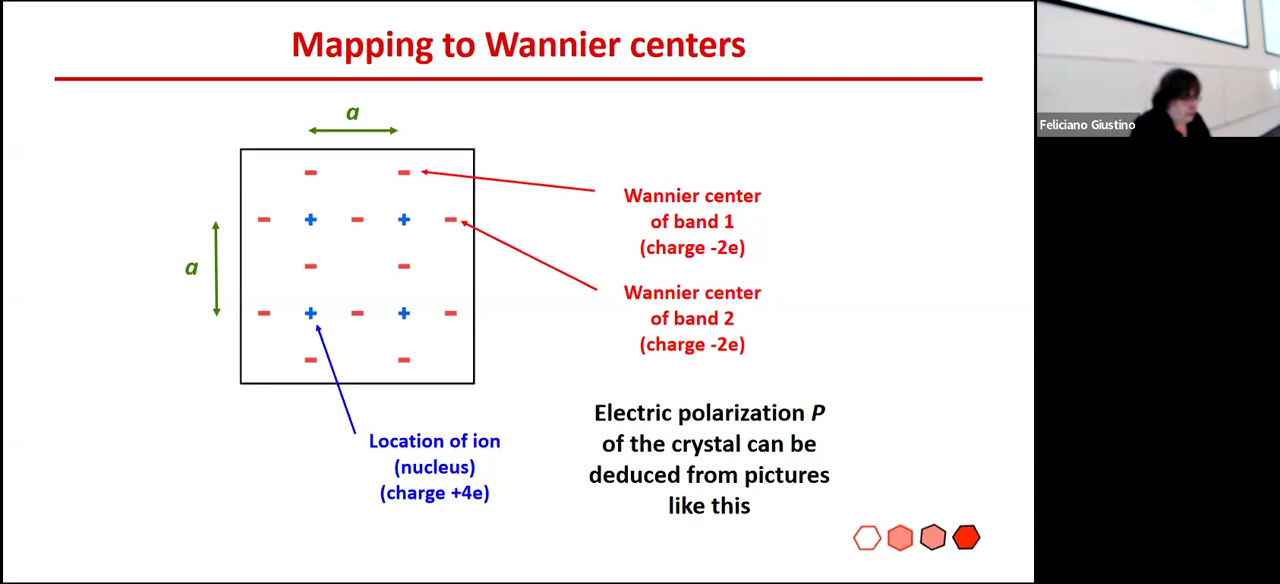 Mapping to Wannier centers
a
a
Wannier center
of band 1
(charge -2e)
Wannier center
of band 2
(charge -2e)
Location of ion
(nucleus)
(charge +4e)
Electric polarization P
of the crystal can be
deduced from pictures
like this
Feliciano Giustino